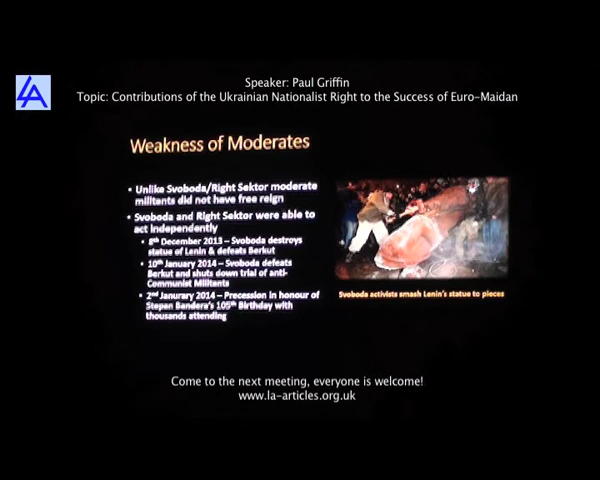 LA
Speaker: Paul Griffin
Topic: Contributions of the Ukrainian Nationalist Right to the Success of Euro-Maidan
Weakness of Moderates
• Unlike Svoboda/Right Sektor moderate
militants did not have free reign
• Svoboda and Right Sektor were able to
act independently
• 8th December 2013 – Svoboda destroys
statue of Lenin & defeats Berkut
• 10th January 2014 – Svoboda defeats
Berkut and shuts down trial of anti-
Communist Militants
• 2nd Janurary 2014 – Precession in honour of
Stepan Bandera's 105th Birthday with
thousands attending
Svoboda activists smash Lenin's statue to pieces
Come to the next meeting, everyone is welcome!
www.la-articles.org.uk